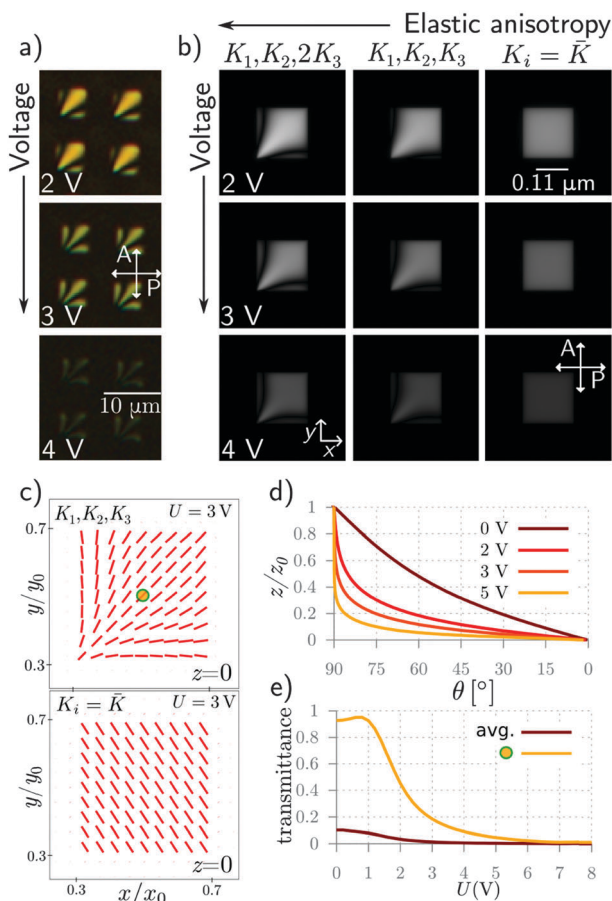 Elastic anisotropy
a)
b)
K₁,K₂,2K₃
K₁,K₂,K₃
Kᵢ = K̄
Voltage
Voltage
2 V
2 V
0.11 µm
A
P
3 V
3 V
A
P
10 µm
4 V
4 V
y
x
c)
K₁,K₂,K₃
U = 3 V
0.7
y/y₀
0.3
z=0
Kᵢ = K̄
U = 3 V
0.7
y/y₀
0.3
z=0
0.3
x/x₀
0.7
d)
1
0.8
0.6
0.4
0.2
0
z/z₀
0 V
2 V
3 V
5 V
90 75 60 45 30 15 0
θ [°]
e)
1
0.8
0.6
0.4
0.2
0
transmittance
avg.
0 1 2 3 4 5 6 7 8
U(V)